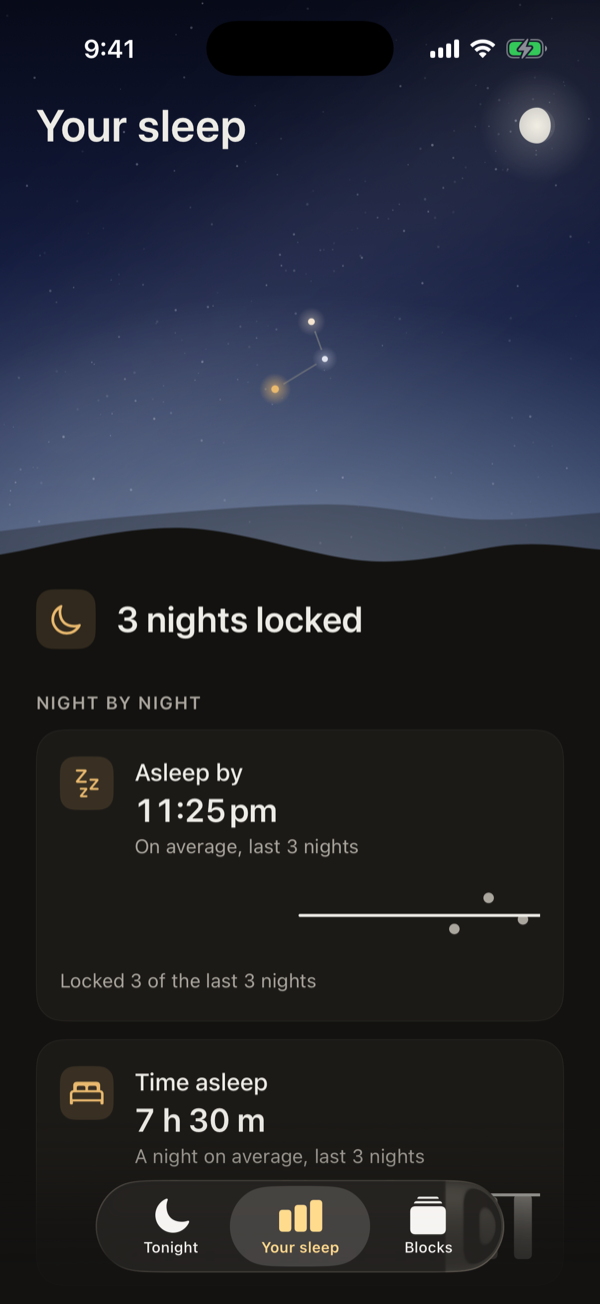 9:41
Your sleep
3 nights locked
NIGHT BY NIGHT
Asleep by
11:25 pm
On average, last 3 nights
Locked 3 of the last 3 nights
Time asleep
7 h 30 m
A night on average, last 3 nights
Tonight
Your sleep
Blocks